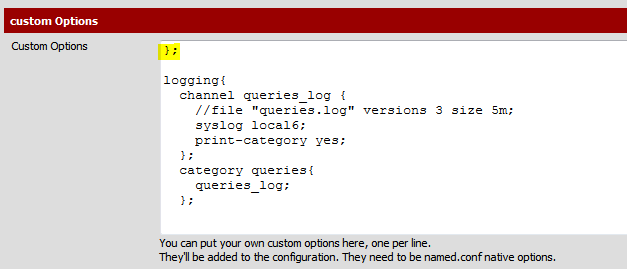 custom Options
Custom Options
};
logging{
channel queries_log {
//file "queries.log" versions 3 size 5m;
syslog local6;
print-category yes;
};
category queries{
queries_log;
};
You can put your own custom options here, one per line.
They'll be added to the configuration. They need to be named.conf native options.